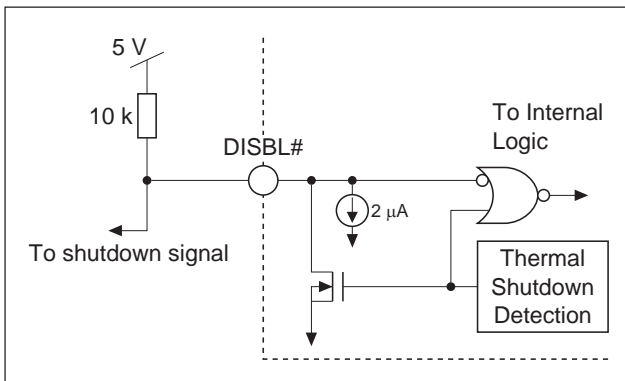 5 V
10 k
DISBL#
To Internal
Logic
2 μA
To shutdown signal
Thermal
Shutdown
Detection